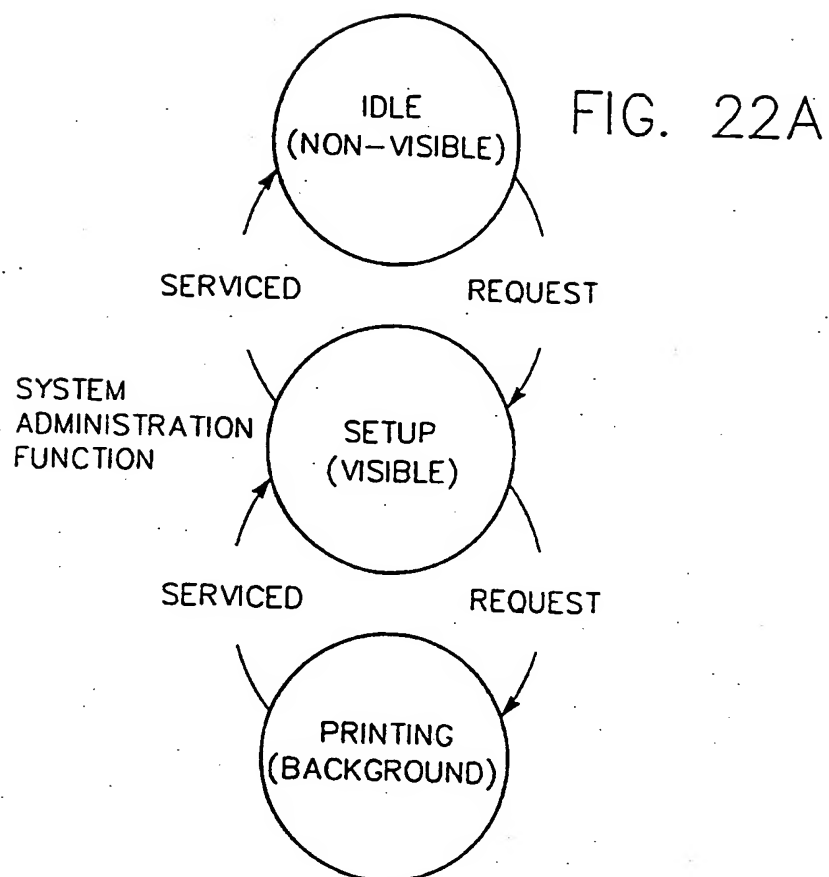 IDLE
(NON-VISIBLE)
FIG. 22A
SERVICED
REQUEST
SYSTEM
ADMINISTRATION
FUNCTION
SETUP
(VISIBLE)
SERVICED
REQUEST
PRINTING
(BACKGROUND)